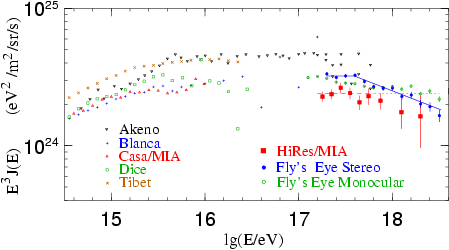 10^25
10^24
E^3 J(E) (eV^2 /m^2/sr/s)
Akeno
Blanca
Casa/MIA
Dice
Tibet
HiRes/MIA
Fly's Eye Stereo
Fly's Eye Monocular
15 16 17 18
lg(E/eV)